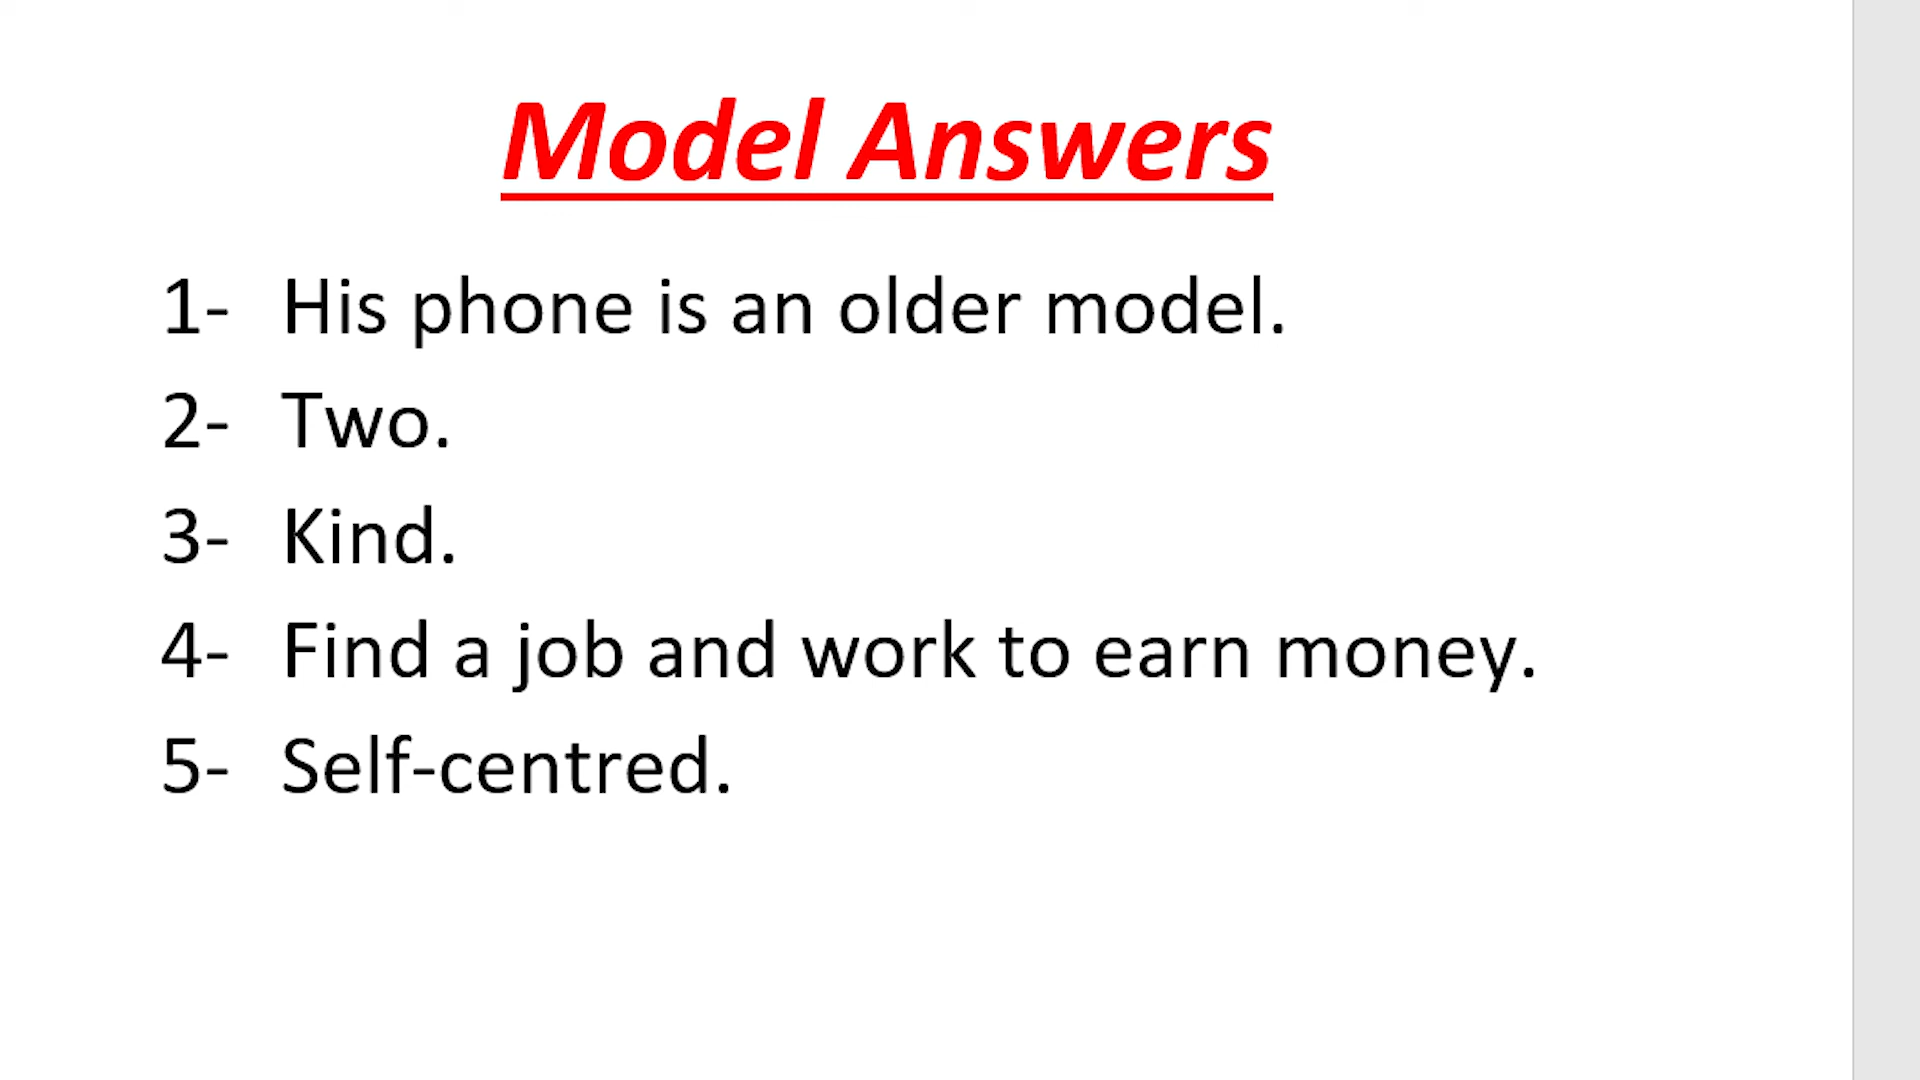 Model Answers
1- His phone is an older model.
2- Two.
3- Kind.
4- Find a job and work to earn money.
5- Self-centred.